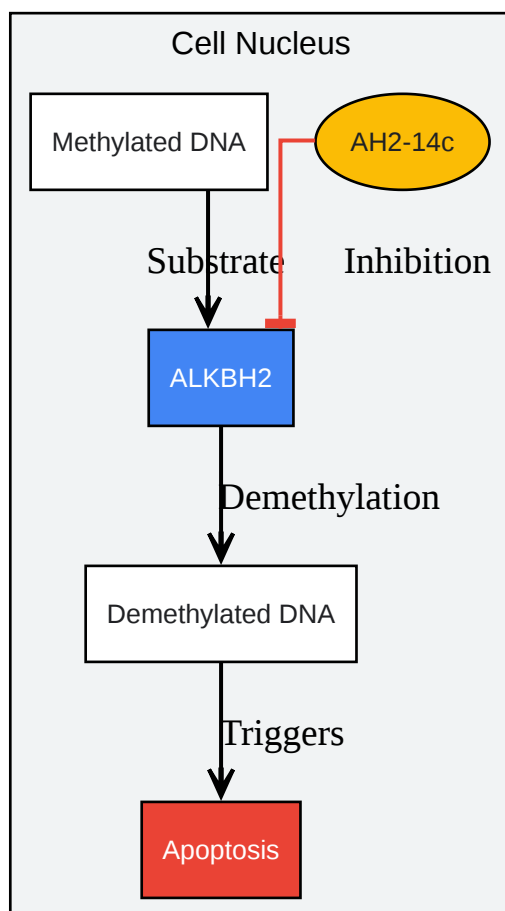 Cell Nucleus
Methylated DNA
AH2-14c
Substrate
Inhibition
ALKBH2
Demethylation
Demethylated DNA
Triggers
Apoptosis